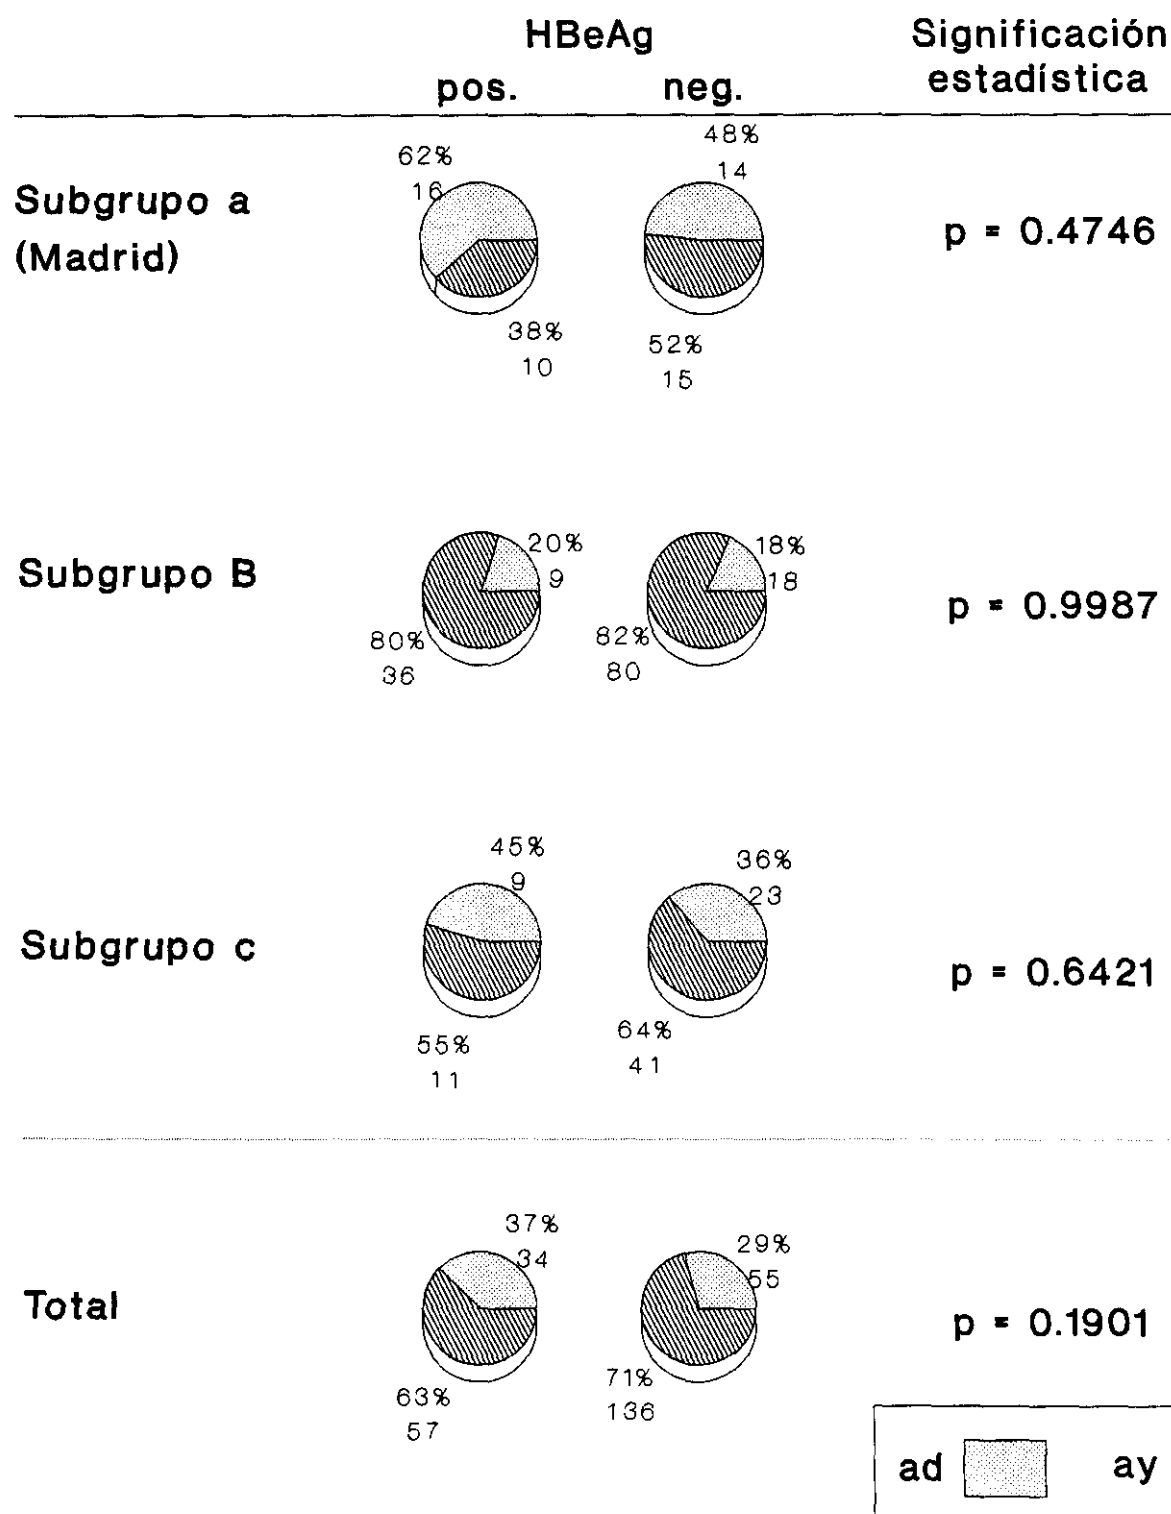 HBeAg
Significación
estadística
pos. neg.
62%
16
48%
14
Subgrupo a
(Madrid)
p = 0.4746
38%
10
52%
15
20%
9
18%
18
Subgrupo B
p = 0.9987
80%
36
82%
80
45%
9
36%
23
Subgrupo c
p = 0.6421
55%
11
64%
41
37%
34
29%
55
Total
p = 0.1901
63%
57
71%
136
ad ay